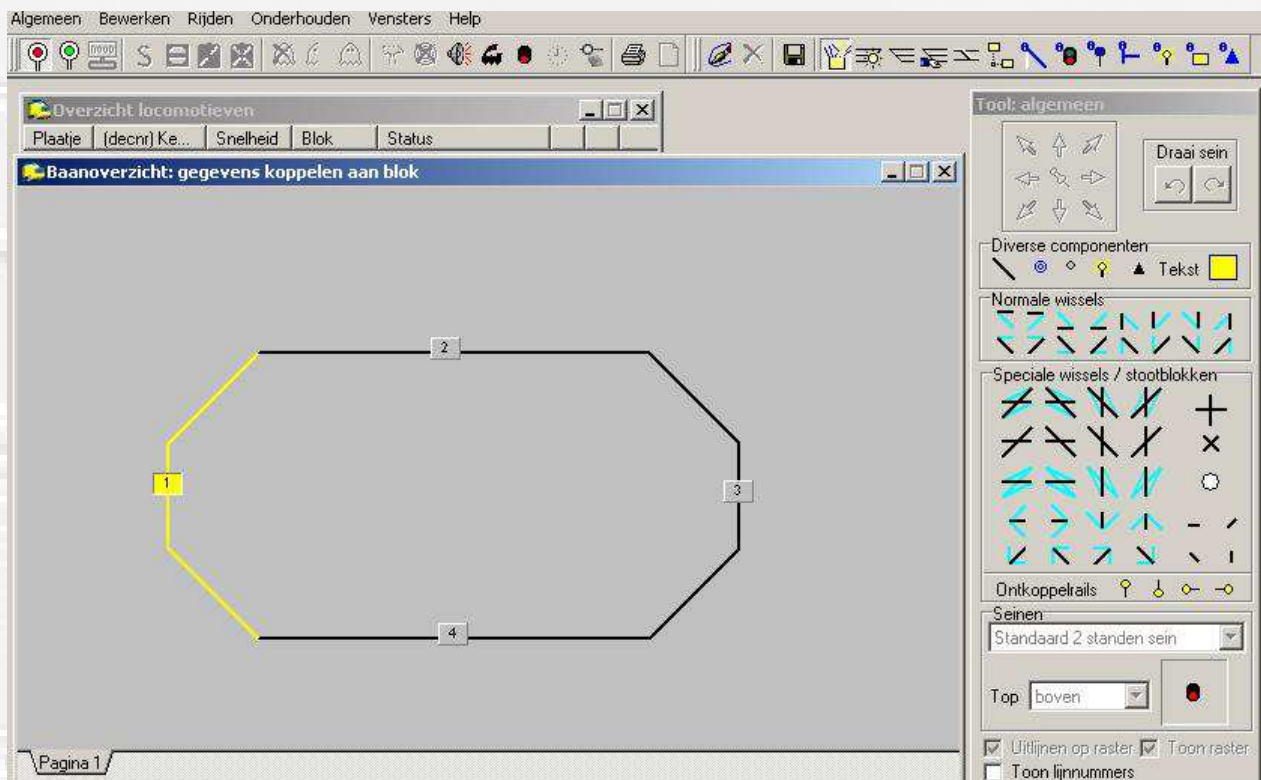 Algemeen Bewerken Rijden Onderhouden Vensters Help
Overzicht locomotieven
Plaatje (decnr) Ke... Snelheid Blok Status
Baanoverzicht: gegevens koppelen aan blok
2
1
3
4
Pagina 1
Tool: algemeen
Draai sein
Diverse componenten
Tekst
Normale wissels
Speciale wissels / stootblokken
Ontkoppelrails
Seinen
Standaard 2 standen sein
Top boven
Uitlijnen op raster Toon raster
Toon lijnnummers